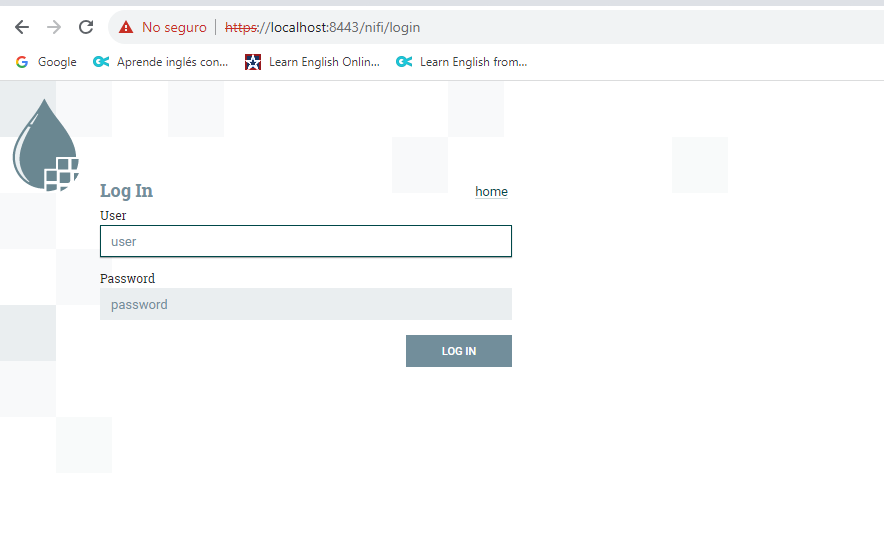 No seguro https://localhost:8443/nifi/login
Google Aprende inglés con... Learn English Onlin... Learn English from...
Log In home
User
user
Password
password
LOG IN